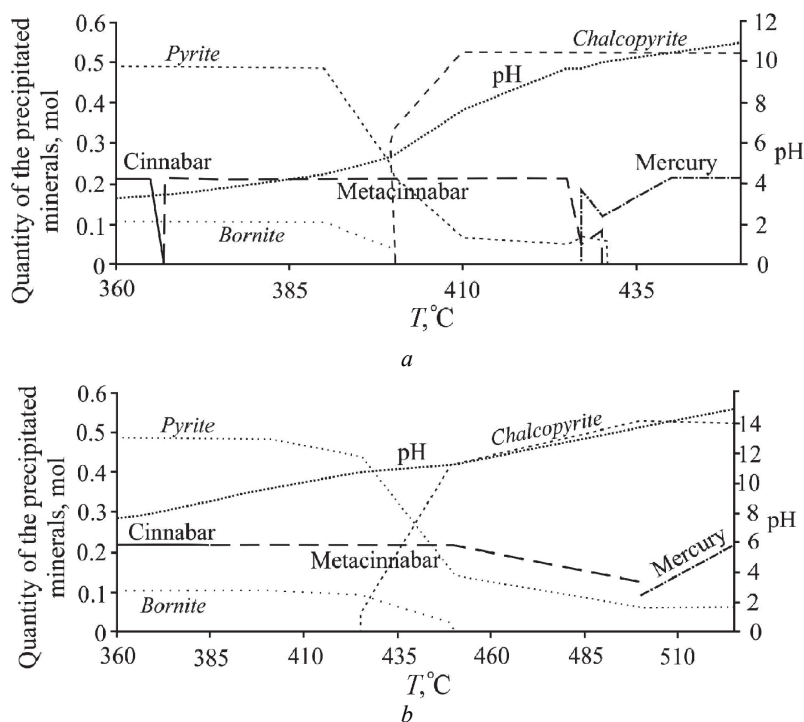 Quantity of the precipitated
minerals, mol
0.6
0.5
0.4
0.3
0.2
0.1
0
Pyrite
Chalcopyrite
pH
Cinnabar
Metacinnabar
Mercury
Bornite
12
10
8
6
4
2
0
pH
360 385 410 435
T,°C
a
Quantity of the precipitated
minerals, mol
0.6
0.5
0.4
0.3
0.2
0.1
0
Pyrite
pH
Chalcopyrite
Cinnabar
Metacinnabar
Mercury
Bornite
14
12
10
8
6
4
2
0
pH
360 385 410 435 460 485 510
T,°C
b